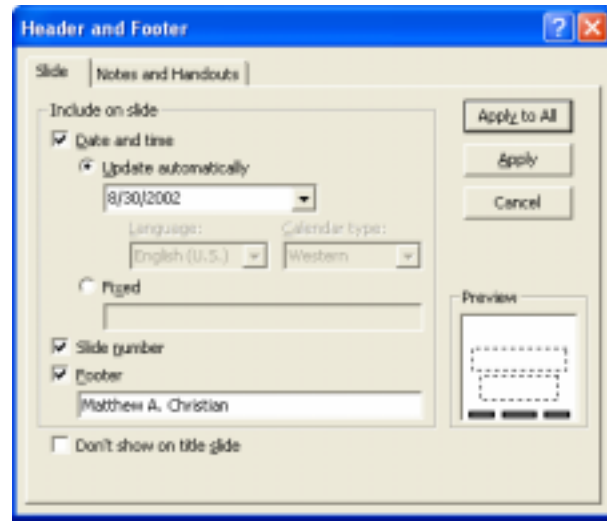 Header and Footer
Slide
Notes and Handouts
Include on slide
Date and time
Update automatically
8/30/2002
Language:
Calendar type:
English (U.S.)
Western
Fixed
Slide number
Footer
Matthew A. Christian
Don't show on title slide
Apply to All
Apply
Cancel
Preview